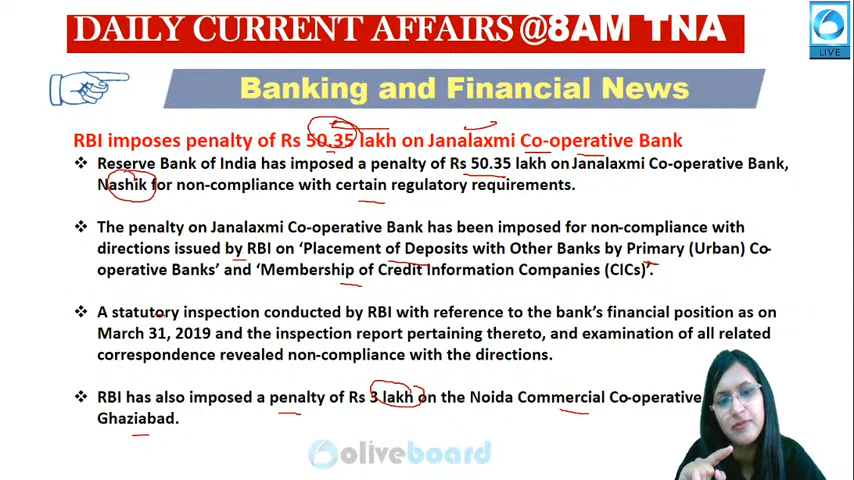 DAILY CURRENT AFFAIRS @8AM TNA
LIVE
Banking and Financial News
RBI imposes penalty of Rs 50.35 lakh on Janalaxmi Co-operative Bank
❖ Reserve Bank of India has imposed a penalty of Rs 50.35 lakh on Janalaxmi Co-operative Bank,
Nashik for non-compliance with certain regulatory requirements.
❖ The penalty on Janalaxmi Co-operative Bank has been imposed for non-compliance with
directions issued by RBI on ‘Placement of Deposits with Other Banks by Primary (Urban) Co-
operative Banks’ and ‘Membership of Credit Information Companies (CICs)’.
❖ A statutory inspection conducted by RBI with reference to the bank’s financial position as on
March 31, 2019 and the inspection report pertaining thereto, and examination of all related
correspondence revealed non-compliance with the directions.
❖ RBI has also imposed a penalty of Rs 3 lakh on the Noida Commercial Co-operative
Ghaziabad.
oliveboard